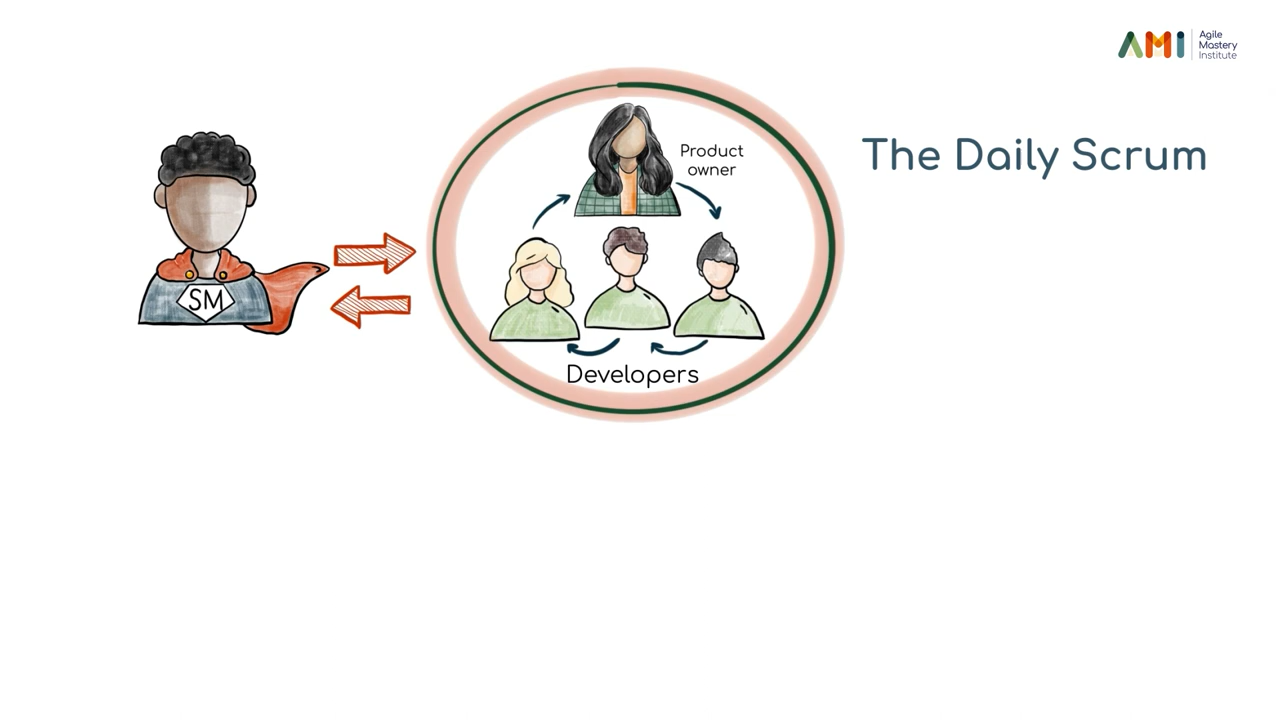 AMI
Agile
Mastery
Institute
The Daily Scrum
Product
owner
SM
Developers